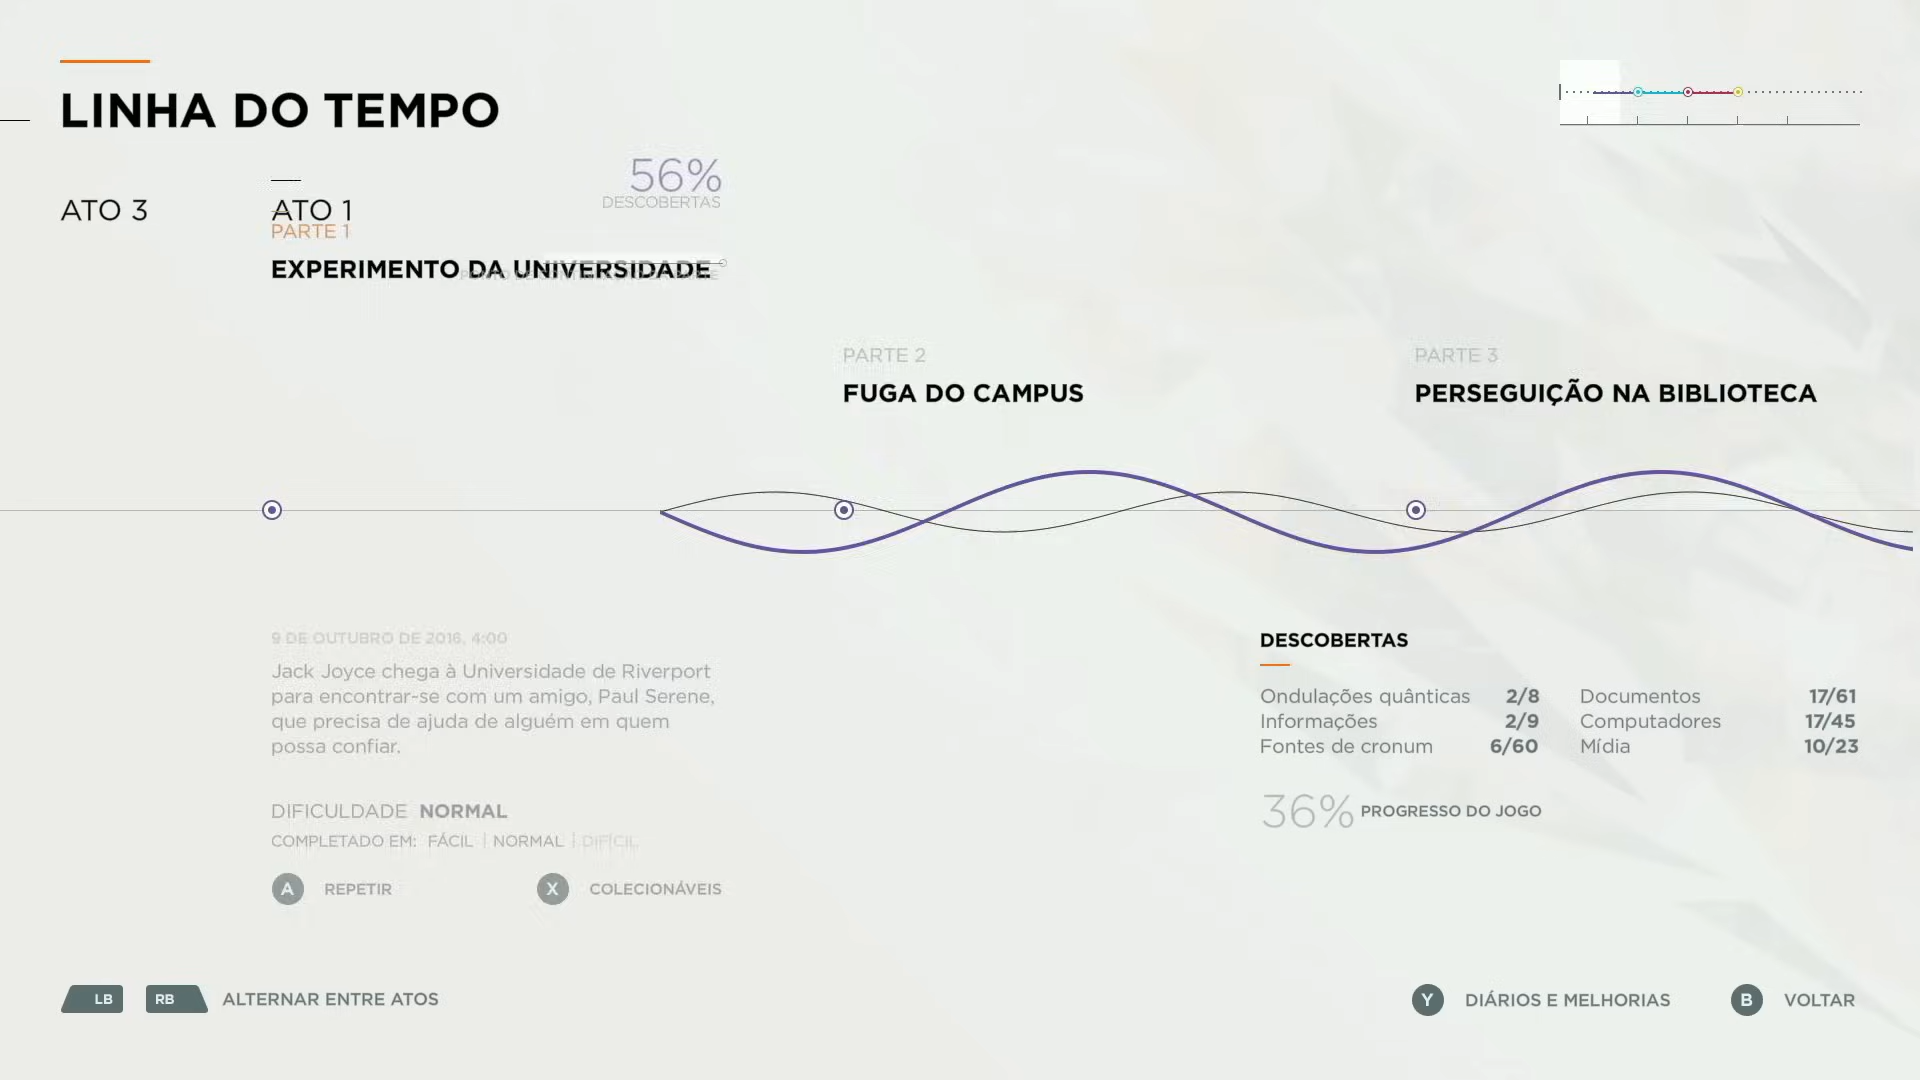 LINHA DO TEMPO
56%
DESCOBERTAS
ATO 3
ATO 1
PARTE 1
EXPERIMENTO DA UNIVERSIDADE
PARTE 2
FUGA DO CAMPUS
PARTE 3
PERSEGUIÇÃO NA BIBLIOTECA
9 DE OUTUBRO DE 2016, 4:00
Jack Joyce chega à Universidade de Riverport
para encontrar-se com um amigo, Paul Serene,
que precisa de ajuda de alguém em quem
possa confiar.
DIFICULDADE NORMAL
COMPLETADO EM: FÁCIL | NORMAL | DIFÍCIL
A REPETIR
X COLECIONÁVEIS
DESCOBERTAS
Ondulações quânticas 2/8 Documentos 17/61
Informações 2/9 Computadores 17/45
Fontes de cronum 6/60 Mídia 10/23
36% PROGRESSO DO JOGO
LB RB ALTERNAR ENTRE ATOS
Y DIÁRIOS E MELHORIAS
B VOLTAR